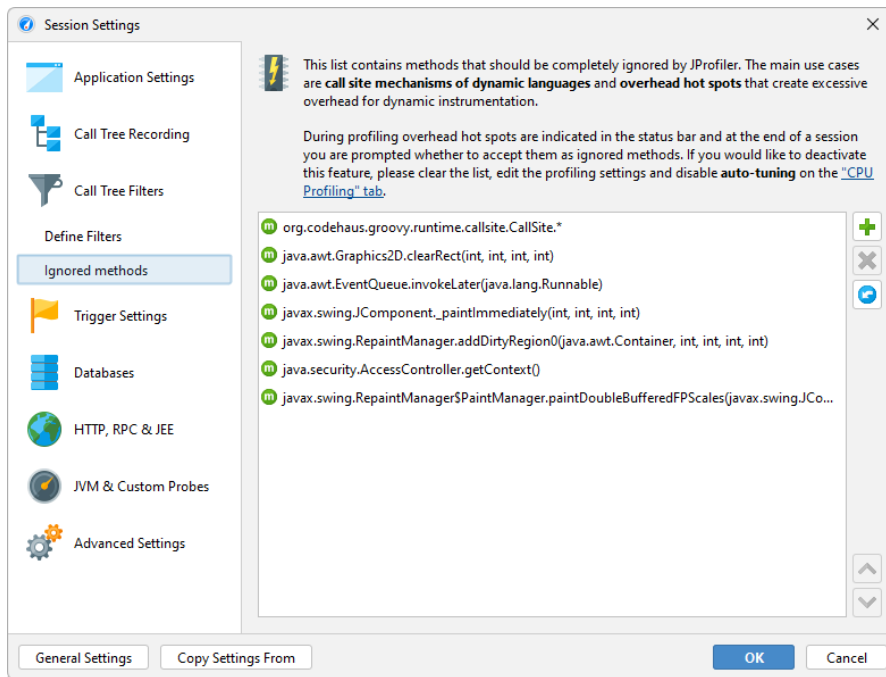 Session Settings
Application Settings
Call Tree Recording
Call Tree Filters
Define Filters
Ignored methods
Trigger Settings
Databases
HTTP, RPC & JEE
JVM & Custom Probes
Advanced Settings
This list contains methods that should be completely ignored by JProfiler. The main use cases
are call site mechanisms of dynamic languages and overhead hot spots that create excessive
overhead for dynamic instrumentation.
During profiling overhead hot spots are indicated in the status bar and at the end of a session
you are prompted whether to accept them as ignored methods. If you would like to deactivate
this feature, please clear the list, edit the profiling settings and disable auto-tuning on the "CPU
Profiling" tab.
m org.codehaus.groovy.runtime.callsite.CallSite.*
m java.awt.Graphics2D.clearRect(int, int, int, int)
m java.awt.EventQueue.invokeLater(java.lang.Runnable)
m javax.swing.JComponent._paintImmediately(int, int, int, int)
m javax.swing.RepaintManager.addDirtyRegion0(java.awt.Container, int, int, int, int)
m java.security.AccessController.getContext()
m javax.swing.RepaintManager$PaintManager.paintDoubleBufferedFPScales(javax.swing.JCo...
General Settings
Copy Settings From
OK
Cancel